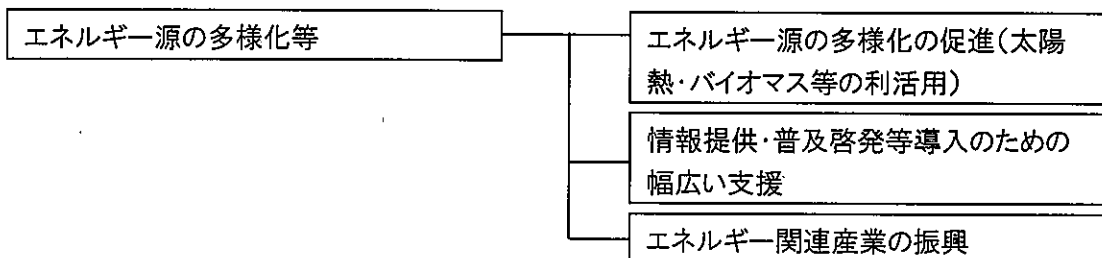 エネルギー源の多様化等
エネルギー源の多様化の促進(太陽
熱・バイオマス等の利活用)
情報提供・普及啓発等導入のための
幅広い支援
エネルギー関連産業の振興